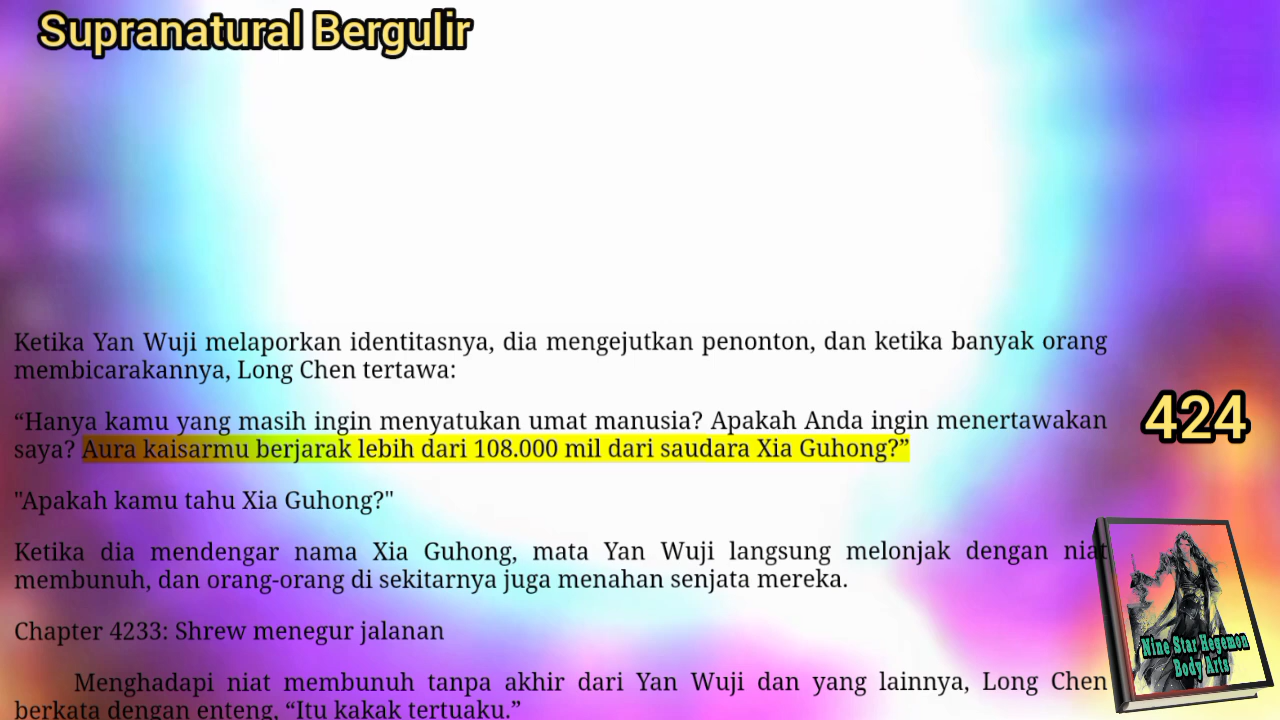 Supranatural Bergulir
Ketika Yan Wuji melaporkan identitasnya, dia mengejutkan penonton, dan ketika banyak orang
membicarakannya, Long Chen tertawa:
“Hanya kamu yang masih ingin menyatukan umat manusia? Apakah Anda ingin menertawakan
saya? Aura kaisarmu berjarak lebih dari 108.000 mil dari saudara Xia Guhong?”
"Apakah kamu tahu Xia Guhong?"
Ketika dia mendengar nama Xia Guhong, mata Yan Wuji langsung melonjak dengan niat
membunuh, dan orang-orang di sekitarnya juga menahan senjata mereka.
Chapter 4233: Shrew menegur jalanan
Menghadapi niat membunuh tanpa akhir dari Yan Wuji dan yang lainnya, Long Chen
berkata dengan enteng, “Itu kakak tertuaku.”
424
Nine Star Hegemon
Body Arts